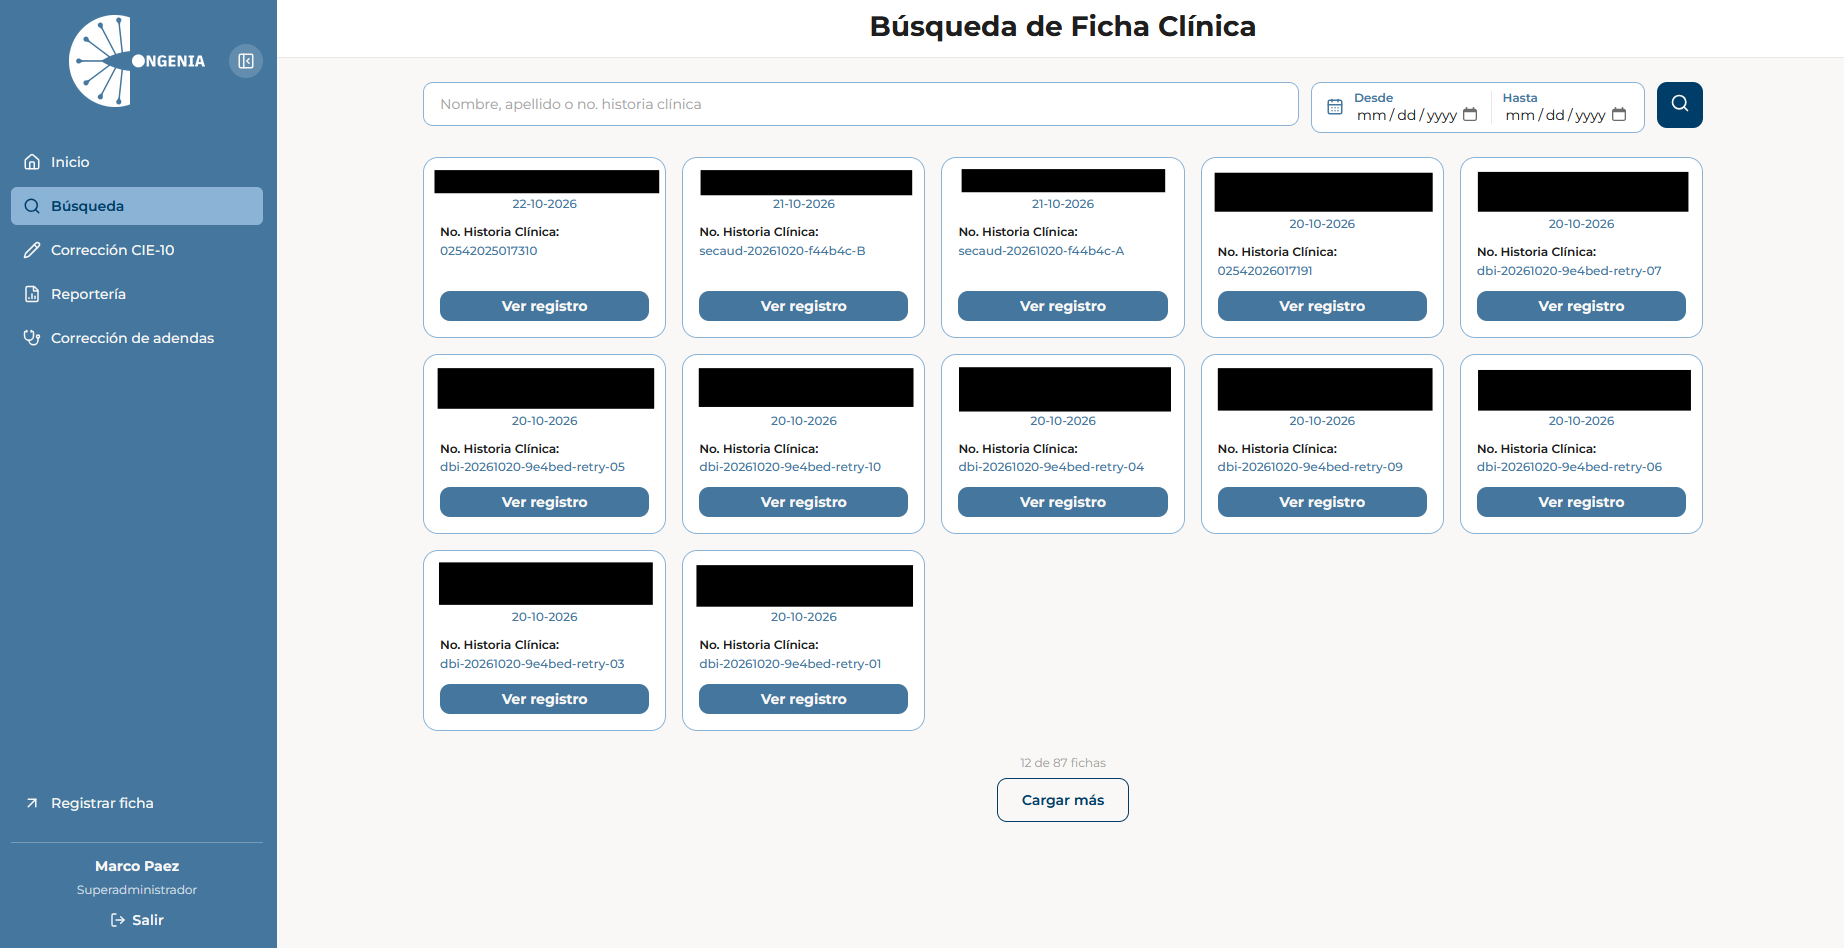 ONGENIA
Inicio
Búsqueda
Corrección CIE-10
Reportería
Corrección de adendas
Registrar ficha
Marco Paez
Superadministrador
Salir
Búsqueda de Ficha Clínica
Nombre, apellido o no. historia clínica
Desde
mm/dd/yyyy
Hasta
mm/dd/yyyy
22-10-2026
No. Historia Clínica:
02542025017310
Ver registro
21-10-2026
No. Historia Clínica:
secaud-20261020-f44b4c-B
Ver registro
21-10-2026
No. Historia Clínica:
secaud-20261020-f44b4c-A
Ver registro
20-10-2026
No. Historia Clínica:
02542026017191
Ver registro
20-10-2026
No. Historia Clínica:
dbi-20261020-9e4bed-retry-07
Ver registro
20-10-2026
No. Historia Clínica:
dbi-20261020-9e4bed-retry-05
Ver registro
20-10-2026
No. Historia Clínica:
dbi-20261020-9e4bed-retry-10
Ver registro
20-10-2026
No. Historia Clínica:
dbi-20261020-9e4bed-retry-04
Ver registro
20-10-2026
No. Historia Clínica:
dbi-20261020-9e4bed-retry-09
Ver registro
20-10-2026
No. Historia Clínica:
dbi-20261020-9e4bed-retry-06
Ver registro
20-10-2026
No. Historia Clínica:
dbi-20261020-9e4bed-retry-03
Ver registro
20-10-2026
No. Historia Clínica:
dbi-20261020-9e4bed-retry-01
Ver registro
12 de 87 fichas
Cargar más